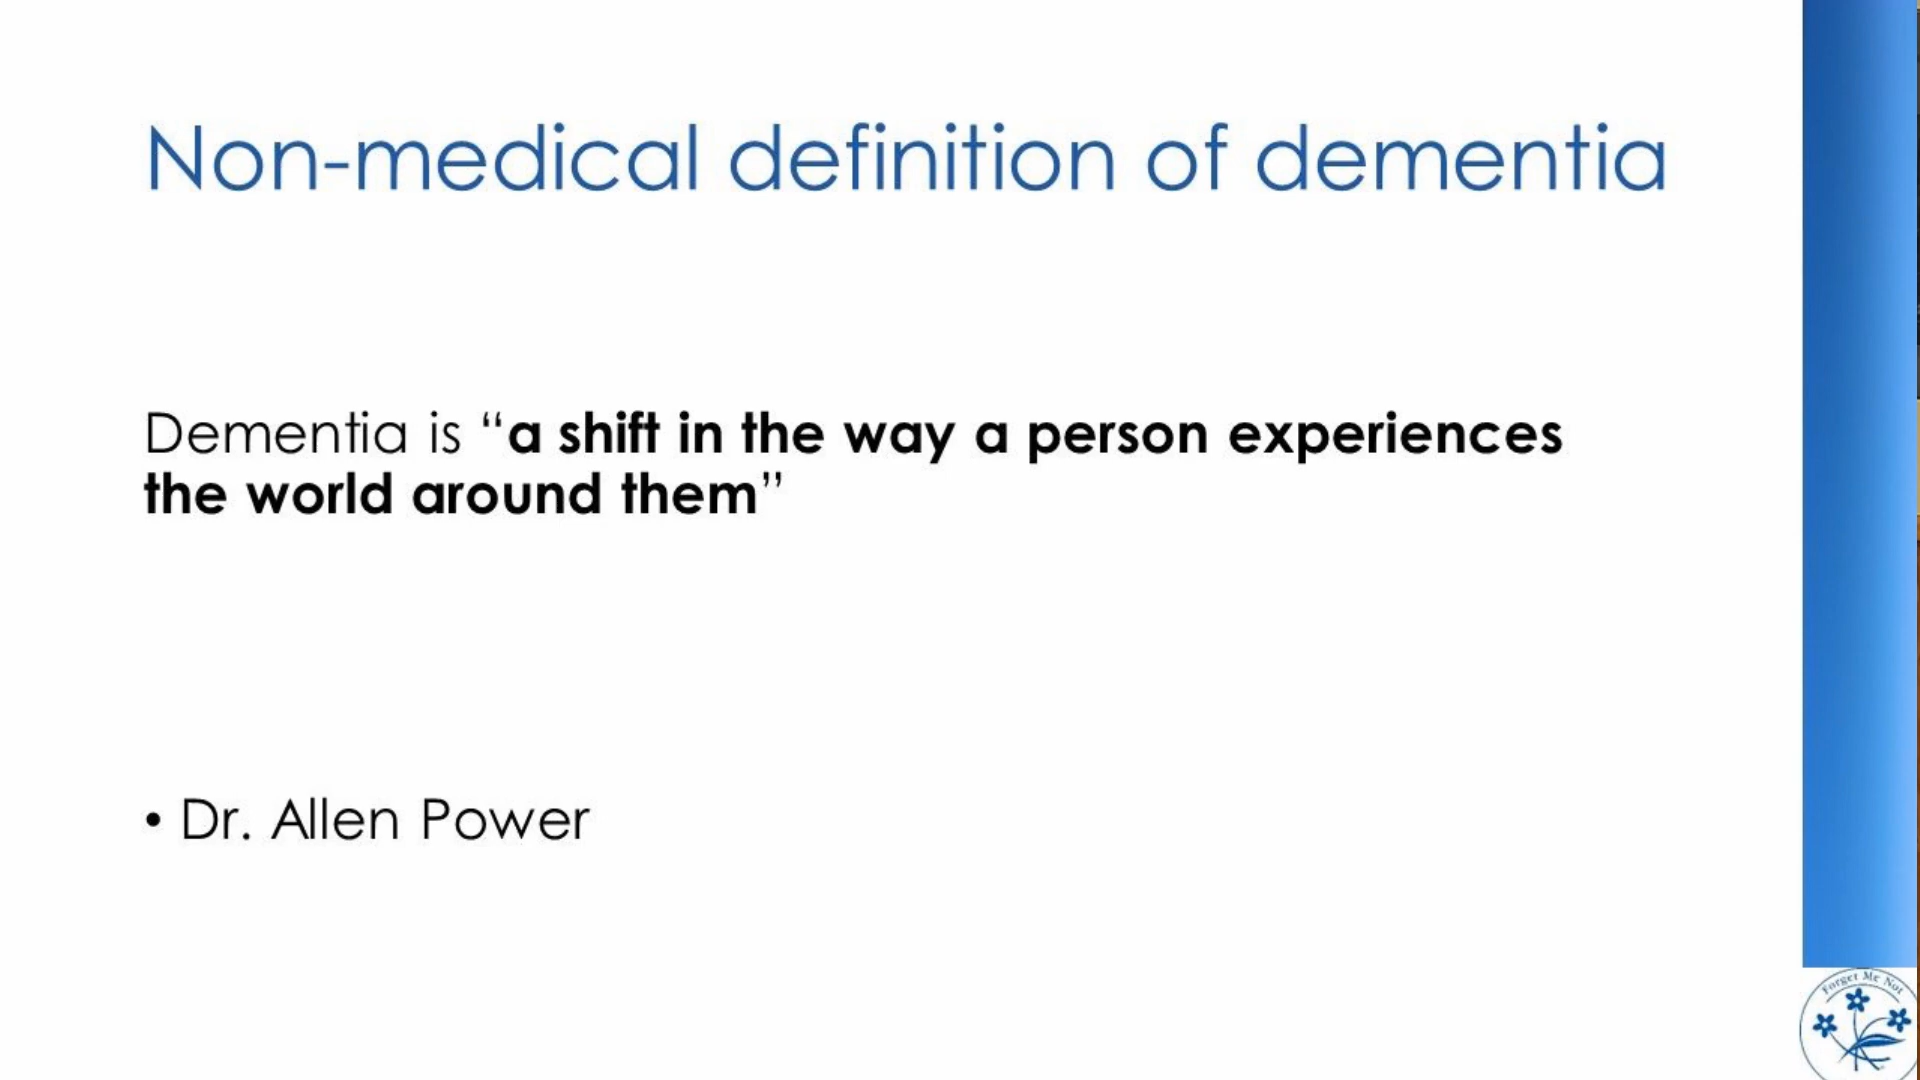 Non-medical definition of dementia
Dementia is “a shift in the way a person experiences
the world around them”
• Dr. Allen Power
Forget Me Not